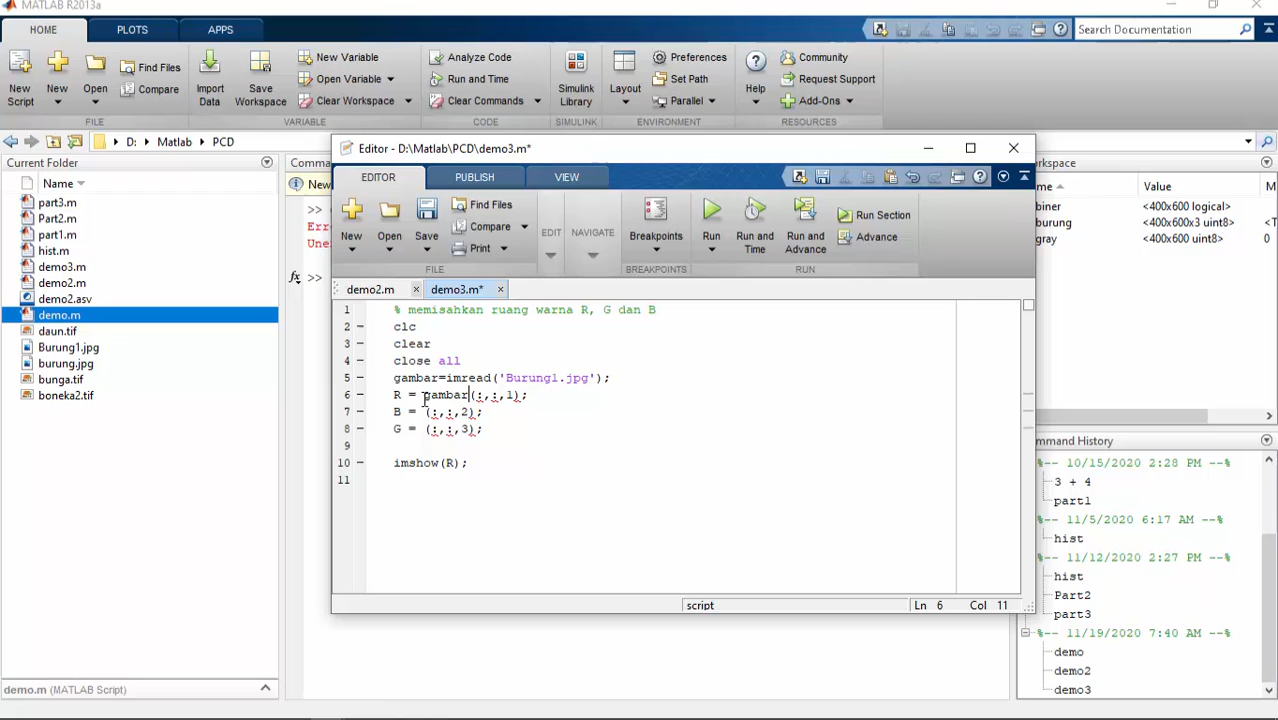 MATLAB R2013a
HOME PLOTS APPS
Search Documentation
New Script
New
Open
Find Files
Compare
Import Data
Save Workspace
New Variable
Open Variable
Clear Workspace
Analyze Code
Run and Time
Clear Commands
Simulink Library
Layout
Preferences
Set Path
Parallel
Help
Community
Request Support
Add-Ons
FILE VARIABLE CODE SIMULINK ENVIRONMENT RESOURCES
D: Matlab PCD
Current Folder
Name
part3.m
Part2.m
part1.m
hist.m
demo3.m
demo2.m
demo2.asv
demo.m
daun.tif
Burung1.jpg
burung.jpg
bunga.tif
boneka2.tif
demo.m (MATLAB Script)
Comma
New
>>
Erro
Une
fx >>
Editor - D:\Matlab\PCD\demo3.m*
EDITOR PUBLISH VIEW
New
Open
Save
Find Files
Compare
Print
EDIT
NAVIGATE
Breakpoints
Run
Run and Time
Run and Advance
Run Section
Advance
FILE BREAKPOINTS RUN
demo2.m demo3.m*
1 % memisahkan ruang warna R, G dan B
2 clc
3 clear
4 close all
5 gambar=imread('Burung1.jpg');
6 R = gambar(:,:,1);
7 B = (:,:,2);
8 G = (:,:,3);
9
10 imshow(R);
11
script Ln 6 Col 11
orkspace
me Value M
biner <400x600 logical>
burung <400x600x3 uint8> <T
gray <400x600 uint8> 0
mmand History
%-- 10/15/2020 2:28 PM --%
3 + 4
part1
%-- 11/5/2020 6:17 AM --%
hist
%-- 11/12/2020 2:27 PM --%
hist
Part2
part3
%-- 11/19/2020 7:40 AM --%
demo
demo2
demo3